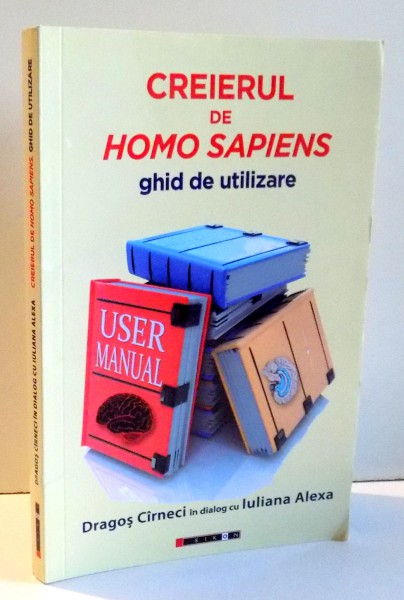 CREIERUL
DE
HOMO SAPIENS
ghid de utilizare
USER
MANUAL
Dragoș Cîrneci în dialog cu Iuliana Alexa
EIKON
DRAGOȘ CÎRNECI ÎN DIALOG CU IULIANA ALEXA CREIERUL DE HOMO SAPIENS. GHID DE UTILIZARE